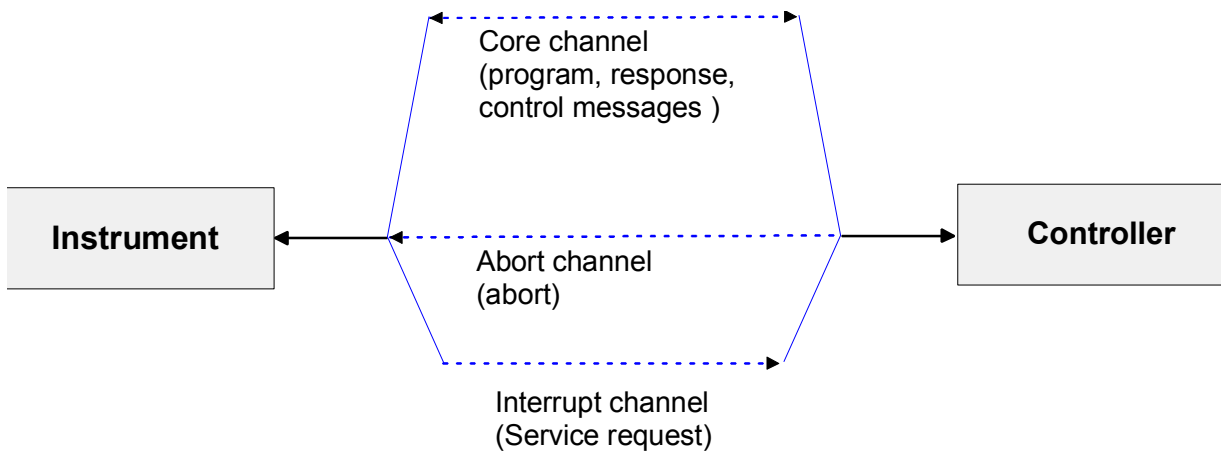 Core channel
(program, response,
control messages )
Instrument
Controller
Abort channel
(abort)
Interrupt channel
(Service request)